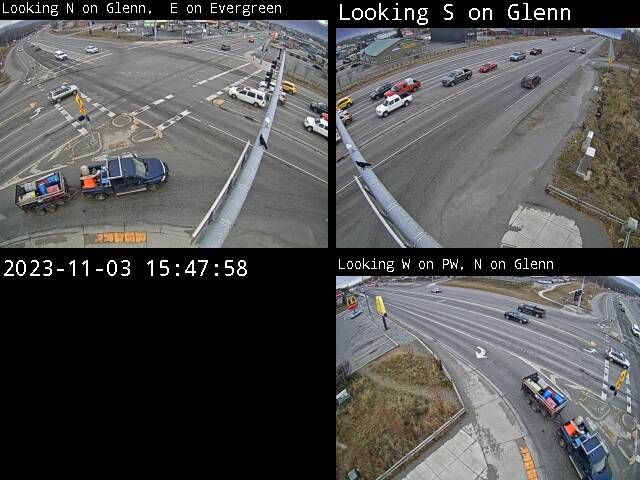 Looking N on Glenn,  E on Evergreen
Looking S on Glenn
2023-11-03 15:47:58
Looking W on PW, N on Glenn